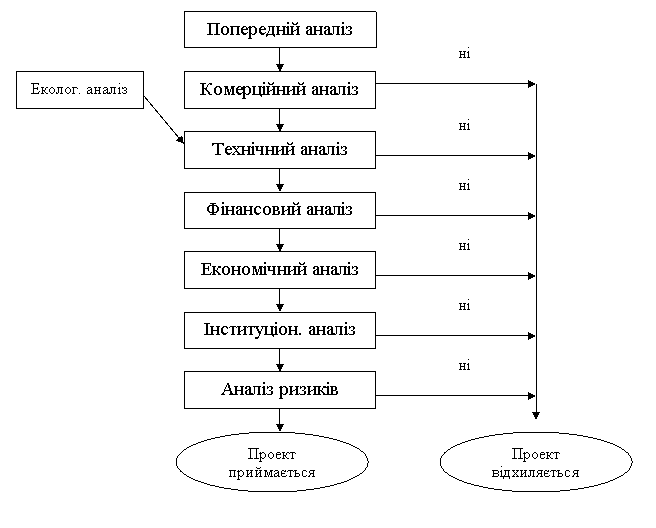 Попередній аналіз
ні
Комерційний аналіз
Еколог. аналіз
ні
Технічний аналіз
ні
Фінансовий аналіз
ні
Економічний аналіз
ні
Інституціон. аналіз
ні
Аналіз ризиків
Проект
приймається
Проект
відхиляється